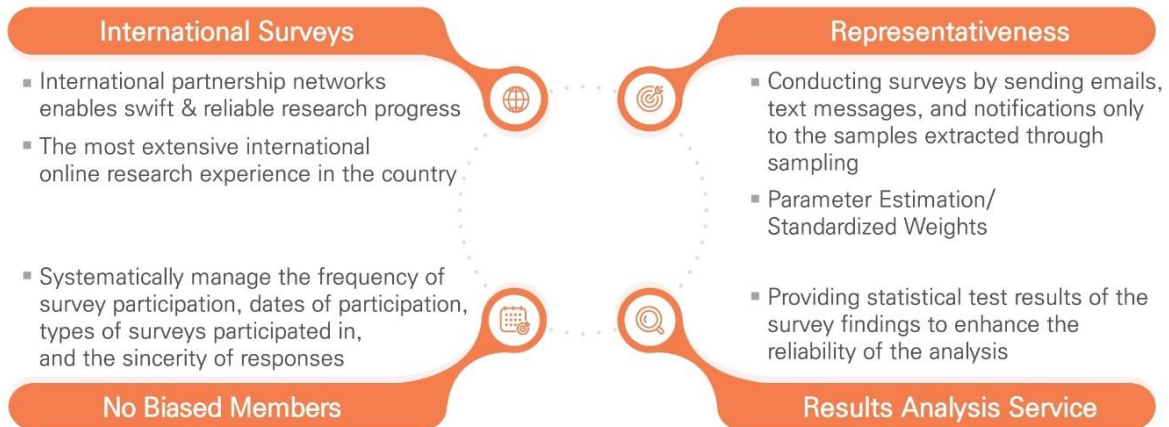 International Surveys
▪ International partnership networks
enables swift & reliable research progress
▪ The most extensive international
online research experience in the country
Representativeness
▪ Conducting surveys by sending emails,
text messages, and notifications only
to the samples extracted through
sampling
▪ Parameter Estimation/
Standardized Weights
▪ Systematically manage the frequency of
survey participation, dates of participation,
types of surveys participated in,
and the sincerity of responses
No Biased Members
▪ Providing statistical test results of the
survey findings to enhance the
reliability of the analysis
Results Analysis Service